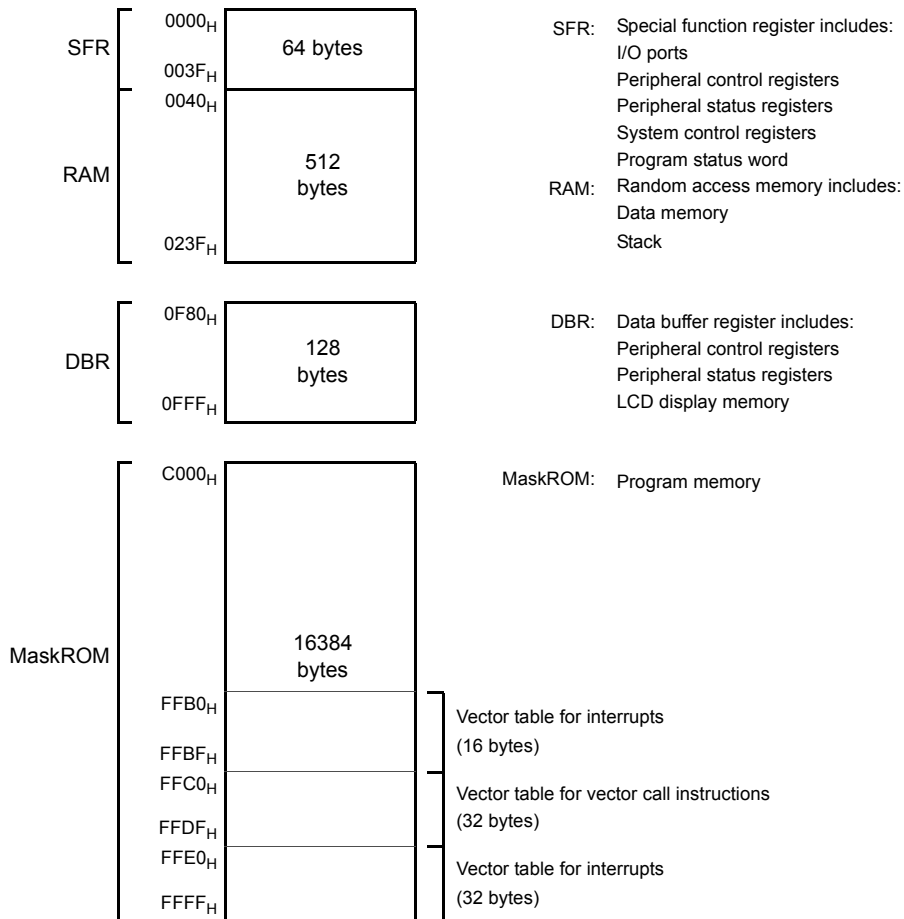 0000H
SFR
64 bytes
003FH
0040H
RAM
512
bytes
023FH
SFR: Special function register includes:
I/O ports
Peripheral control registers
Peripheral status registers
System control registers
Program status word
RAM: Random access memory includes:
Data memory
Stack
0F80H
DBR
128
bytes
0FFFH
DBR: Data buffer register includes:
Peripheral control registers
Peripheral status registers
LCD display memory
C000H
MaskROM: Program memory
MaskROM
16384
bytes
FFB0H
Vector table for interrupts
(16 bytes)
FFBFH
FFC0H
Vector table for vector call instructions
(32 bytes)
FFDFH
FFE0H
Vector table for interrupts
(32 bytes)
FFFFH